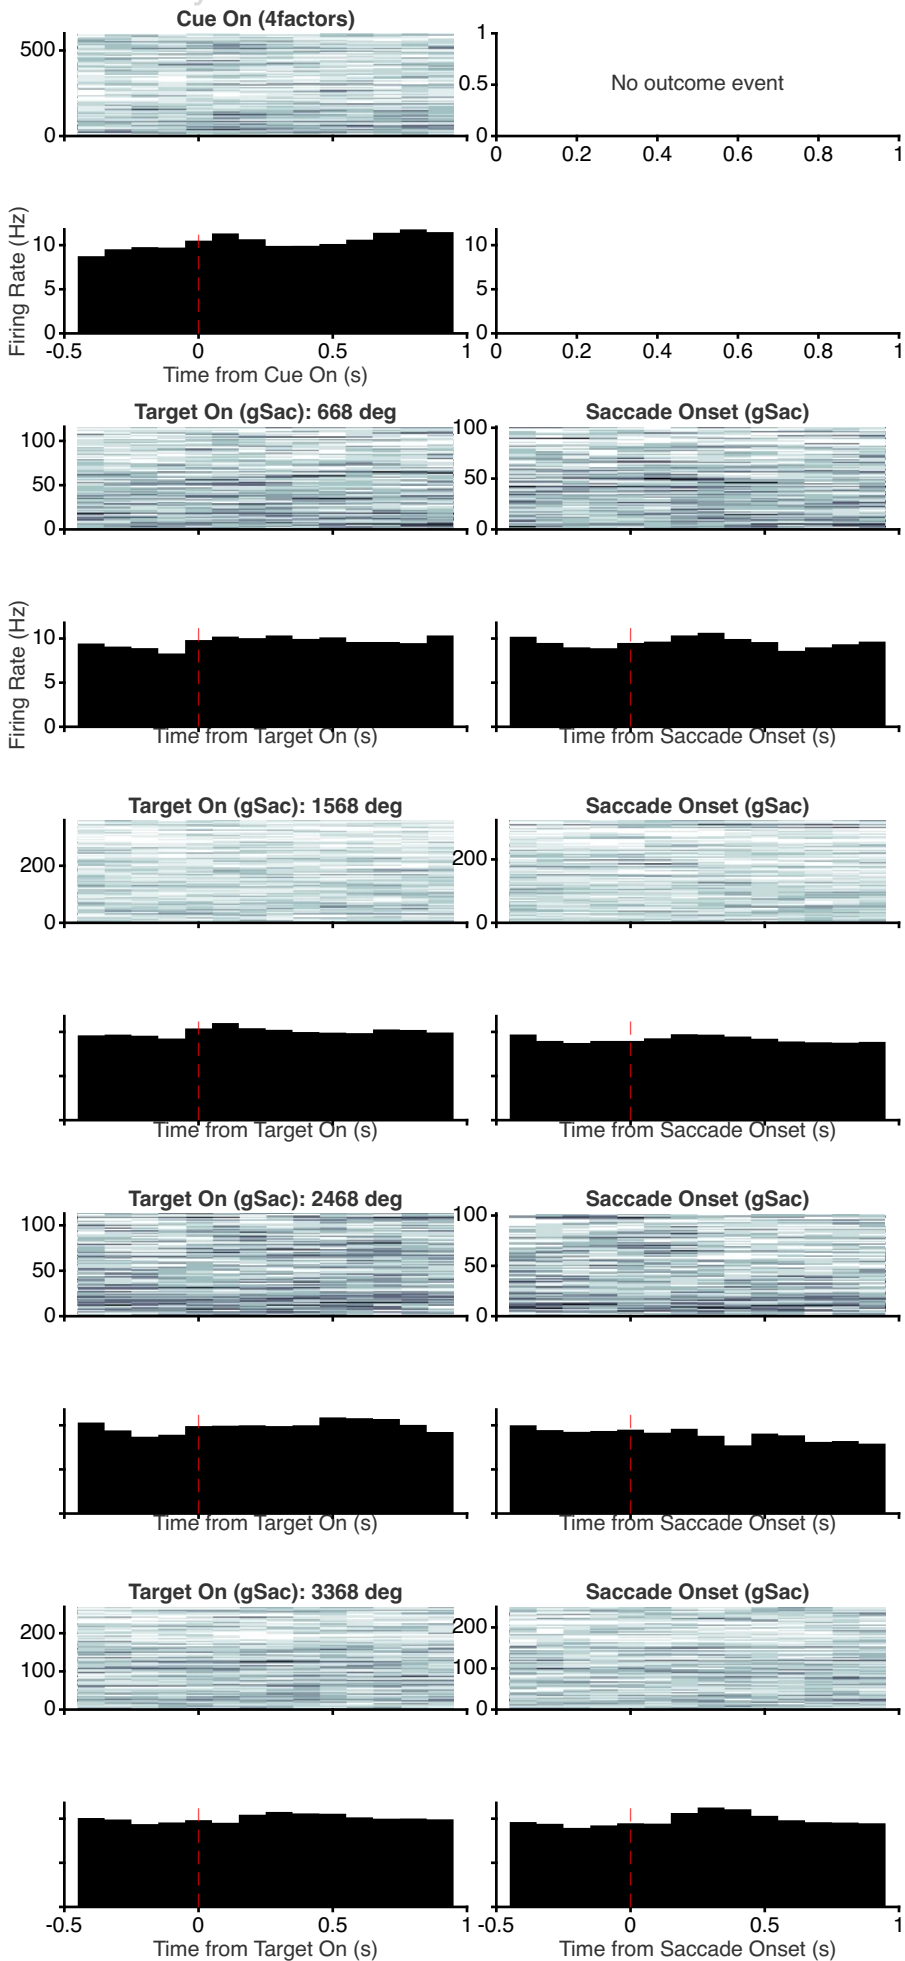 Cue On (4factors)
500
0
1
0.5
0
No outcome event
0 0.2 0.4 0.6 0.8 1
Firing Rate (Hz)
10
5
0
-0.5 0 0.5 1
Time from Cue On (s)
10
5
0
0 0.2 0.4 0.6 0.8 1
Target On (gSac): 668 deg
100
50
0
Saccade Onset (gSac)
100
50
0
Firing Rate (Hz)
10
5
0
Time from Target On (s)
Time from Saccade Onset (s)
Target On (gSac): 1568 deg
200
0
Saccade Onset (gSac)
200
0
Time from Target On (s)
Time from Saccade Onset (s)
Target On (gSac): 2468 deg
100
50
0
Saccade Onset (gSac)
100
50
0
Time from Target On (s)
Time from Saccade Onset (s)
Target On (gSac): 3368 deg
200
100
0
Saccade Onset (gSac)
200
100
0
-0.5 0 0.5 1
Time from Target On (s)
-0.5 0 0.5 1
Time from Saccade Onset (s)